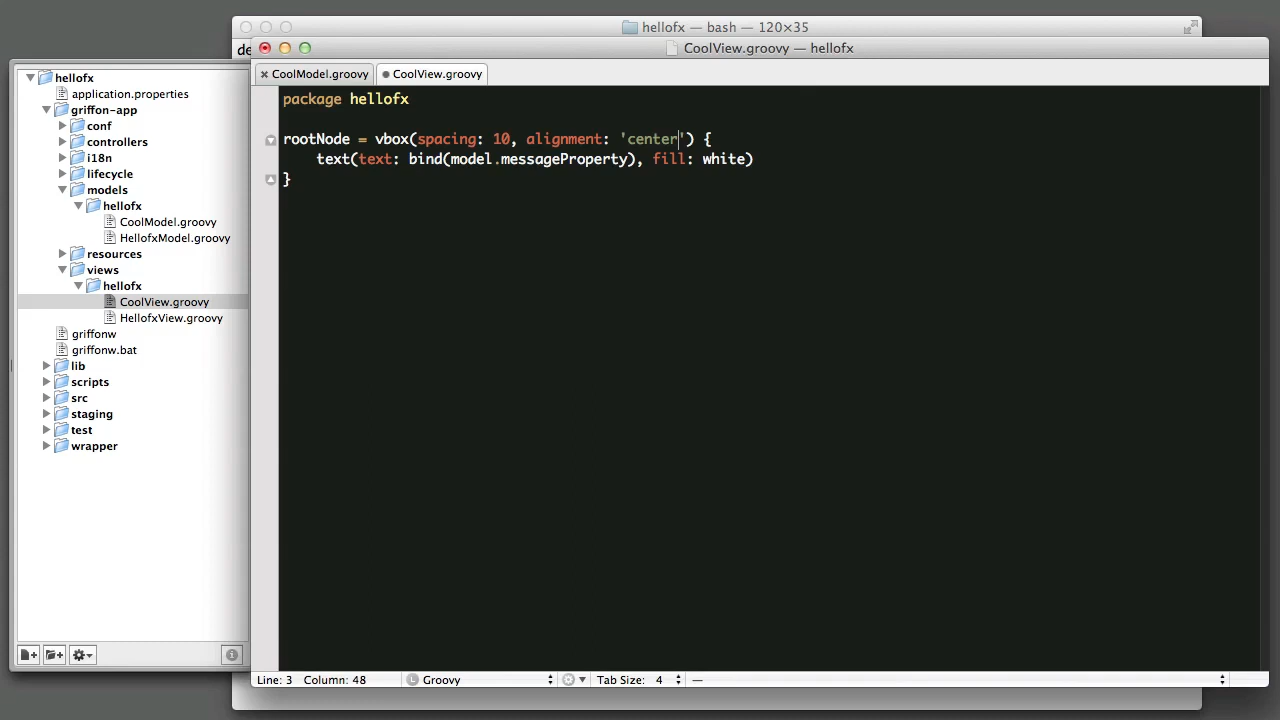 hellofx — bash — 120×35
de
CoolView.groovy — hellofx
CoolModel.groovy
CoolView.groovy
hellofx
application.properties
griffon-app
conf
controllers
i18n
lifecycle
models
hellofx
CoolModel.groovy
HellofxModel.groovy
resources
views
hellofx
CoolView.groovy
HellofxView.groovy
griffonw
griffonw.bat
lib
scripts
src
staging
test
wrapper
package hellofx
rootNode = vbox(spacing: 10, alignment: 'center') {
    text(text: bind(model.messageProperty), fill: white)
}
Line: 3 Column: 48
L Groovy
Tab Size: 4
—